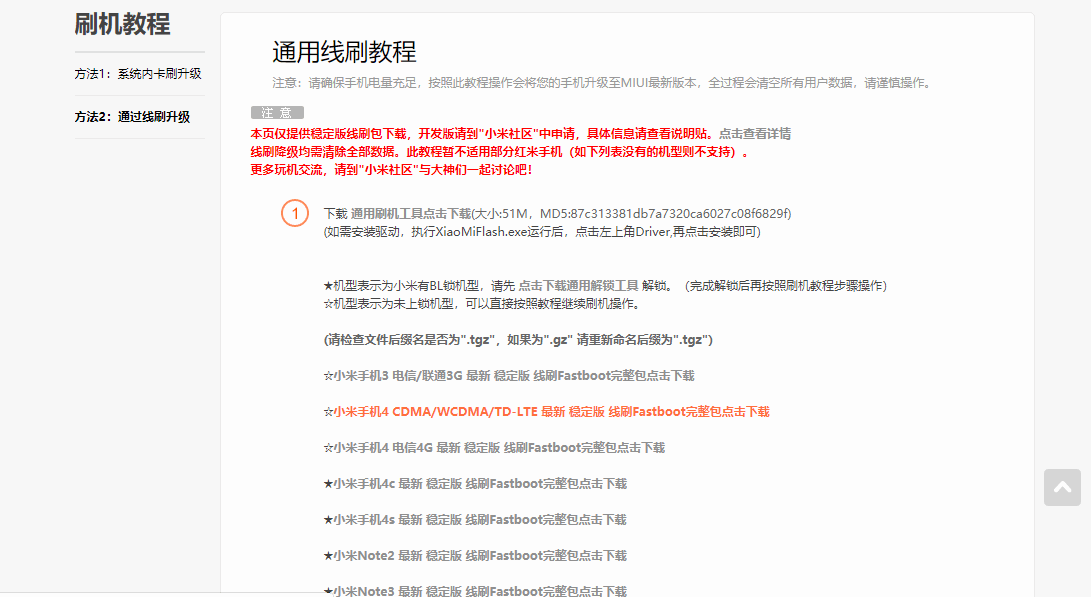 刷机教程
方法1：系统内卡刷升级
方法2：通过线刷升级
通用线刷教程
注意：请确保手机电量充足，按照此教程操作会将您的手机升级至MIUI最新版本，全过程会清空所有用户数据，请谨慎操作。
注 意
本页仅提供稳定版线刷包下载，开发版请到"小米社区"中申请，具体信息请查看说明贴。点击查看详情
线刷降级均需清除全部数据。此教程暂不适用部分红米手机（如下列表没有的机型则不支持）。
更多玩机交流，请到"小米社区"与大神们一起讨论吧！
1
下载 通用刷机工具点击下载(大小:51M，MD5:87c313381db7a7320ca6027c08f6829f)
(如需安装驱动，执行XiaoMiFlash.exe运行后，点击左上角Driver,再点击安装即可)
★机型表示为小米有BL锁机型，请先 点击下载通用解锁工具 解锁。（完成解锁后再按照刷机教程步骤操作）
☆机型表示为未上锁机型，可以直接按照教程继续刷机操作。
(请检查文件后缀名是否为".tgz"，如果为".gz" 请重新命名后缀为".tgz")
☆小米手机3 电信/联通3G 最新 稳定版 线刷Fastboot完整包点击下载
☆小米手机4 CDMA/WCDMA/TD-LTE 最新 稳定版 线刷Fastboot完整包点击下载
☆小米手机4 电信4G 最新 稳定版 线刷Fastboot完整包点击下载
★小米手机4c 最新 稳定版 线刷Fastboot完整包点击下载
★小米手机4s 最新 稳定版 线刷Fastboot完整包点击下载
★小米Note2 最新 稳定版 线刷Fastboot完整包点击下载
★小米Note3 最新 稳定版 线刷Fastboot完整包点击下载